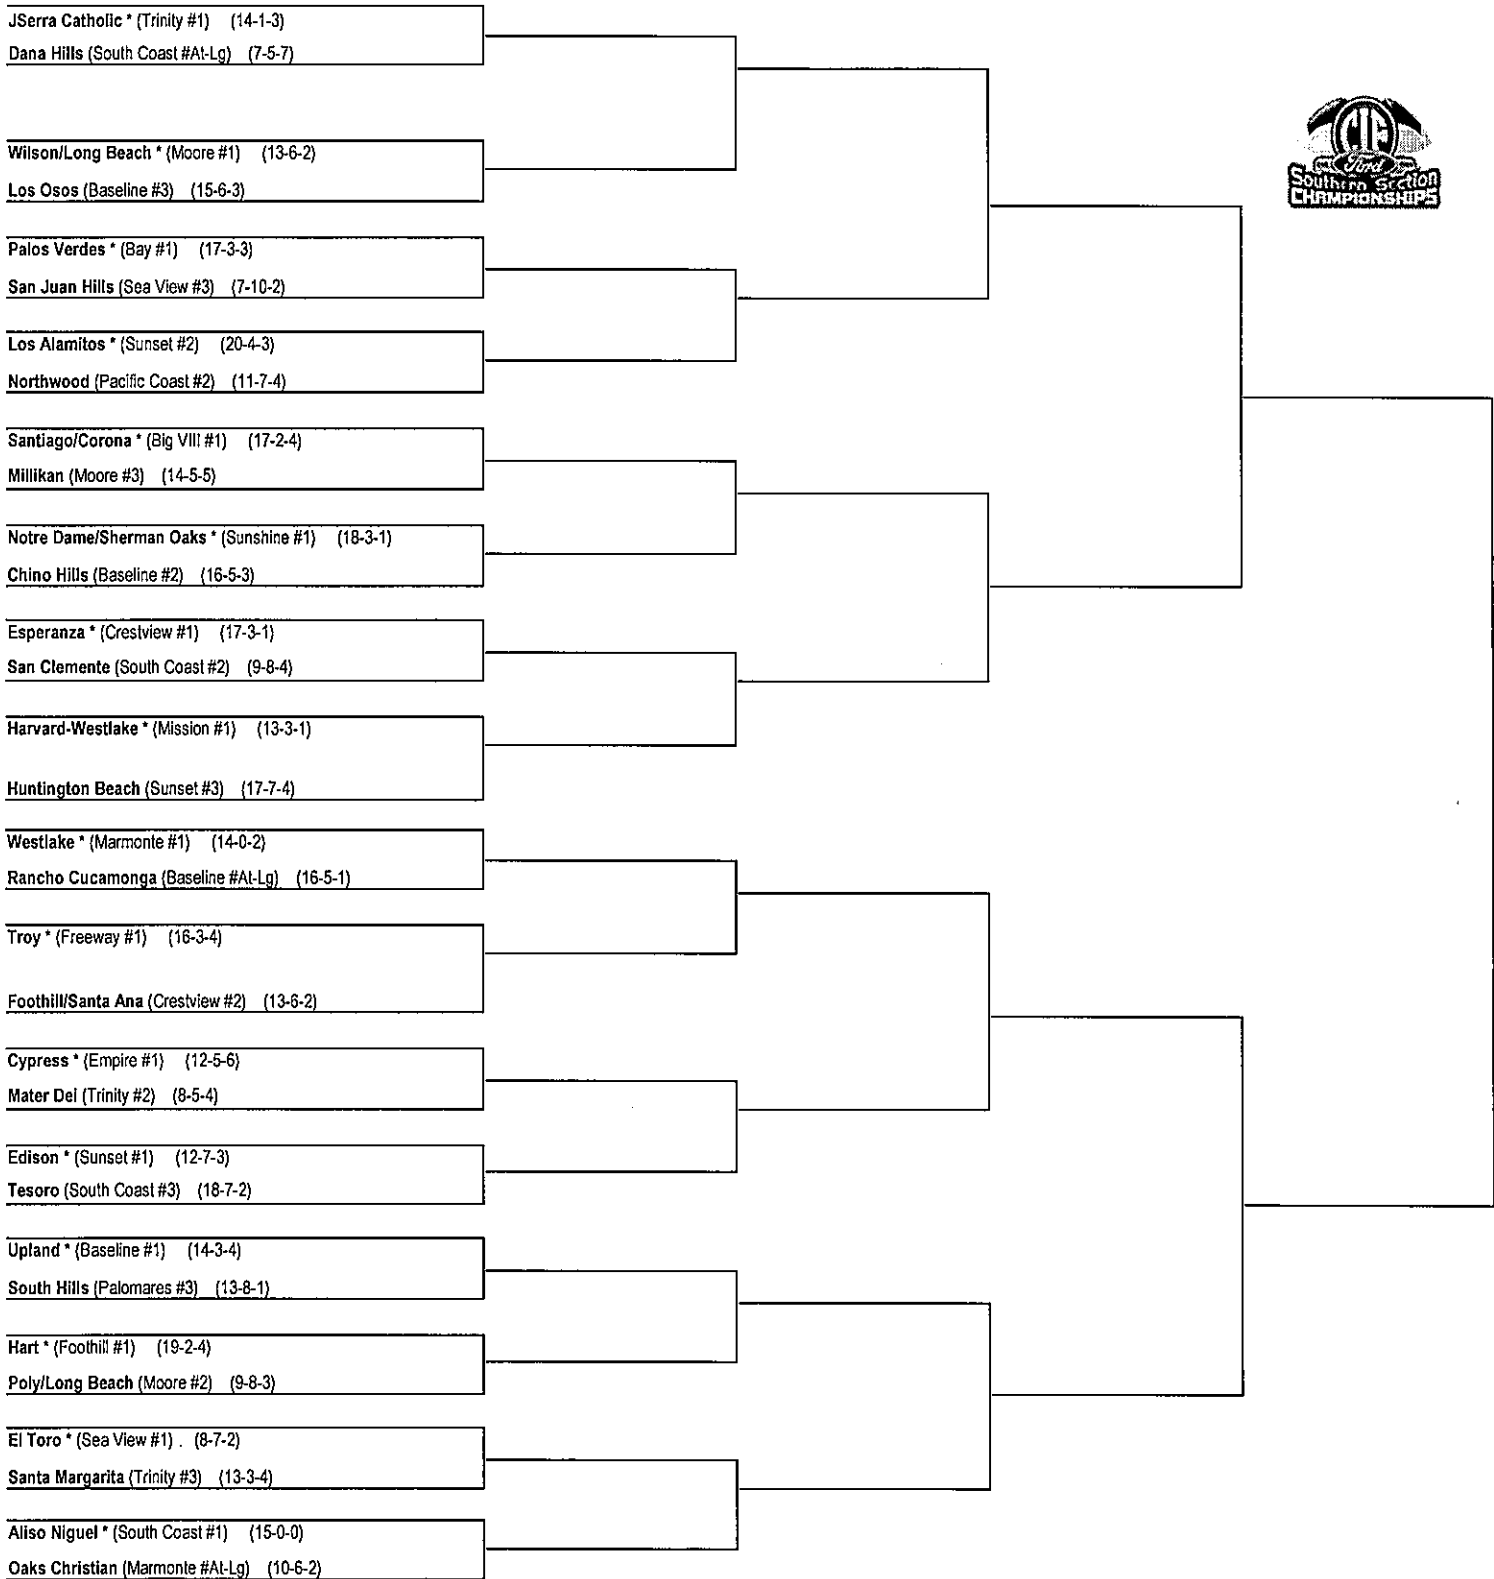 JSerra Catholic * (Trinity #1) (14-1-3)
Dana Hills (South Coast #At-Lg) (7-5-7)
CIF
Ford
Southern Section
CHAMPIONSHIPS
Wilson/Long Beach * (Moore #1) (13-6-2)
Los Osos (Baseline #3) (15-6-3)
Palos Verdes * (Bay #1) (17-3-3)
San Juan Hills (Sea View #3) (7-10-2)
Los Alamitos * (Sunset #2) (20-4-3)
Northwood (Pacific Coast #2) (11-7-4)
Santiago/Corona * (Big VIII #1) (17-2-4)
Millikan (Moore #3) (14-5-5)
Notre Dame/Sherman Oaks * (Sunshine #1) (18-3-1)
Chino Hills (Baseline #2) (16-5-3)
Esperanza * (Crestview #1) (17-3-1)
San Clemente (South Coast #2) (9-8-4)
Harvard-Westlake * (Mission #1) (13-3-1)
Huntington Beach (Sunset #3) (17-7-4)
Westlake * (Marmonte #1) (14-0-2)
Rancho Cucamonga (Baseline #At-Lg) (16-5-1)
Troy * (Freeway #1) (16-3-4)
Foothill/Santa Ana (Crestview #2) (13-6-2)
Cypress * (Empire #1) (12-5-6)
Mater Dei (Trinity #2) (8-5-4)
Edison * (Sunset #1) (12-7-3)
Tesoro (South Coast #3) (18-7-2)
Upland * (Baseline #1) (14-3-4)
South Hills (Palomares #3) (13-8-1)
Hart * (Foothill #1) (19-2-4)
Poly/Long Beach (Moore #2) (9-8-3)
El Toro * (Sea View #1) . (8-7-2)
Santa Margarita (Trinity #3) (13-3-4)
Aliso Niguel * (South Coast #1) (15-0-0)
Oaks Christian (Marmonte #At-Lg) (10-6-2)